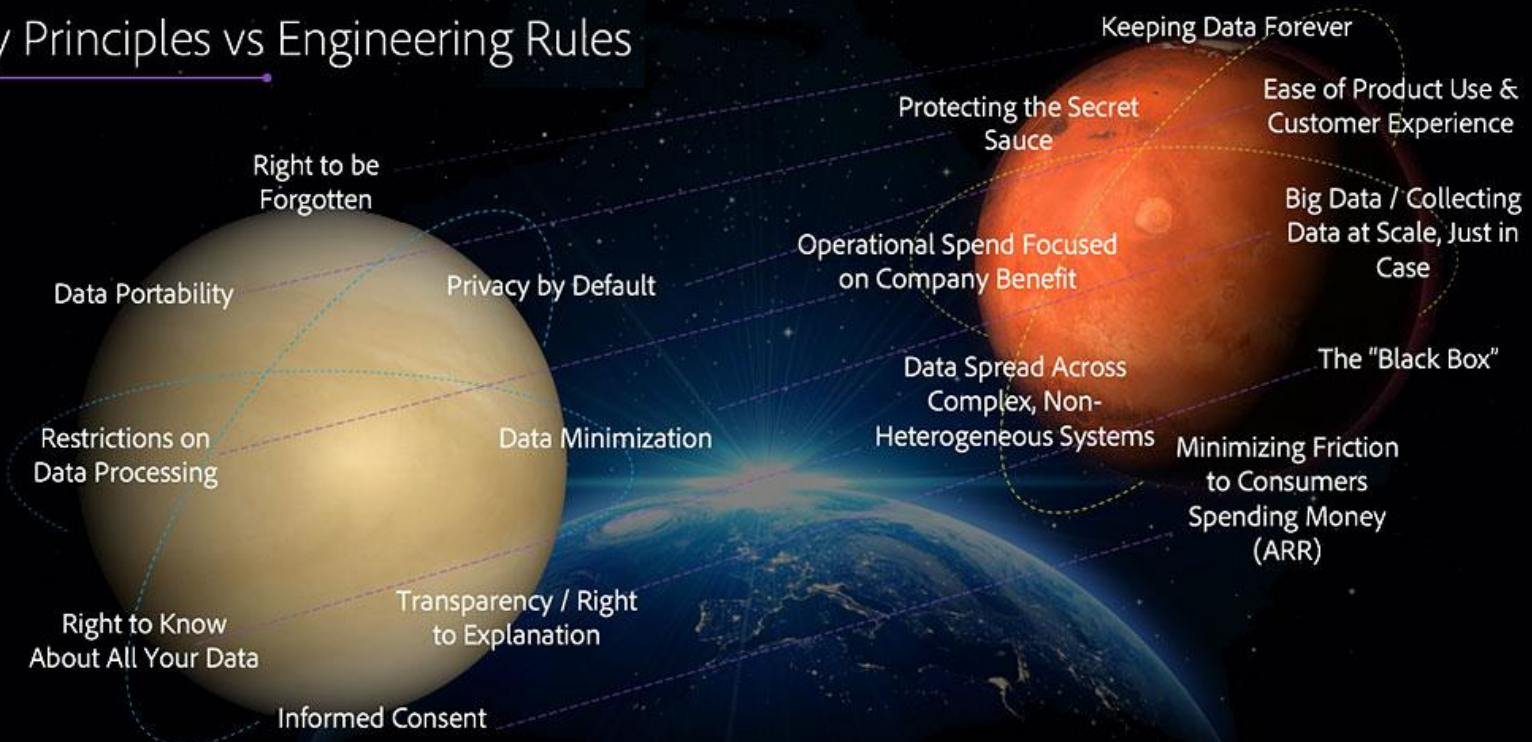 y Principles vs Engineering Rules
Keeping Data Forever
Protecting the Secret
Sauce
Ease of Product Use &
Customer Experience
Right to be
Forgotten
Big Data / Collecting
Data at Scale, Just in
Case
Operational Spend Focused
on Company Benefit
Data Portability
Privacy by Default
Data Spread Across
Complex, Non-
Heterogeneous Systems
The "Black Box"
Restrictions on
Data Processing
Data Minimization
Minimizing Friction
to Consumers
Spending Money
(ARR)
Transparency / Right
to Explanation
Right to Know
About All Your Data
Informed Consent